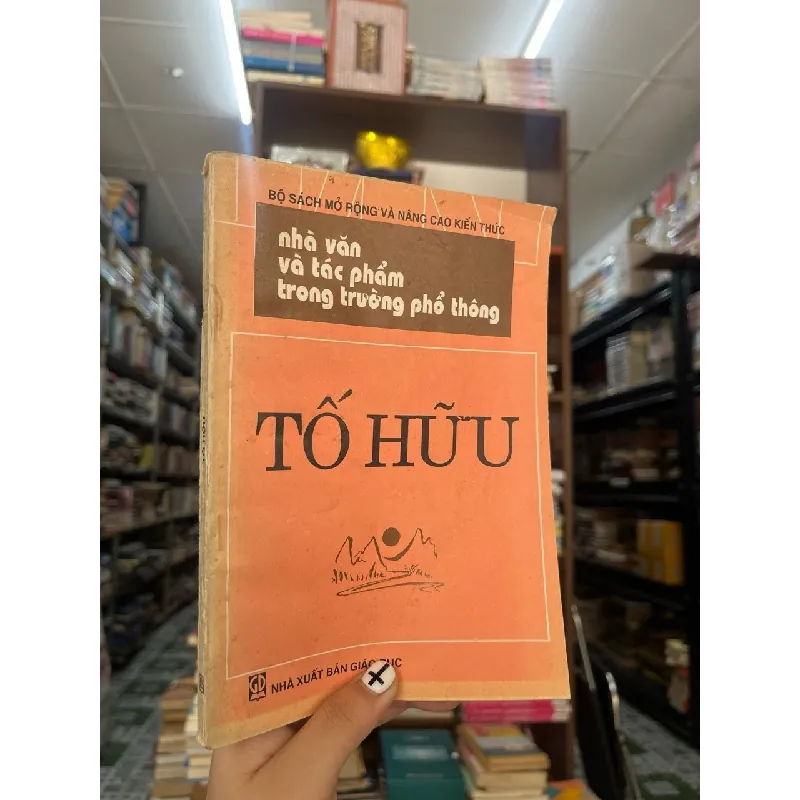 BỘ SÁCH MỞ RỘNG VÀ NÂNG CAO KIẾN THỨC
nhà văn
và tác phẩm
trong trường phổ thông
TỐ HỮU
GD NHÀ XUẤT BẢN GIÁO DỤC